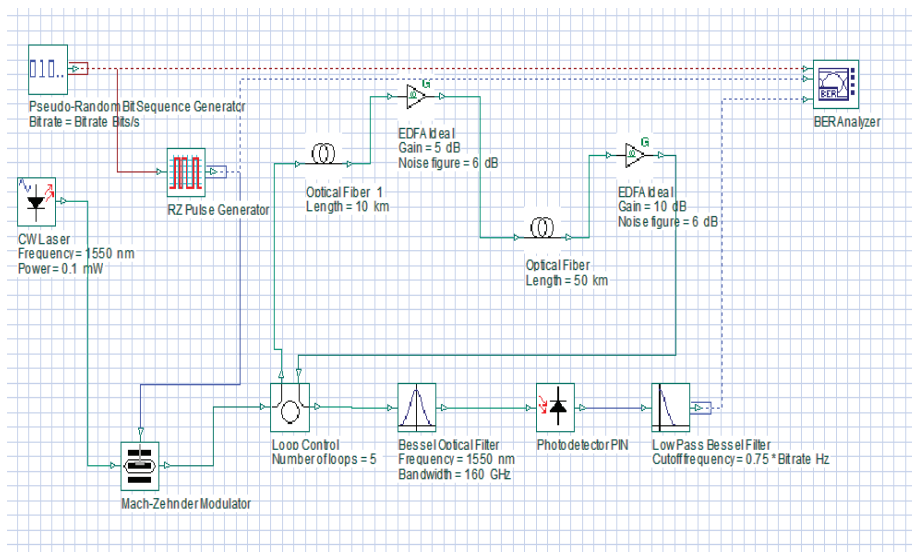 010..
Pseudo-Random Bit Sequence Generator
Bitrate = Bitrate Bits/s
RZ Pulse Generator
CW Laser
Frequency = 1550 nm
Power = 0.1 mW
Optical Fiber 1
Length = 10 km
G
EDFA Ideal
Gain = 5 dB
Noise figure = 6 dB
Optical Fiber
Length = 50 km
G
EDFA Ideal
Gain = 10 dB
Noise figure = 6 dB
BER
BER Analyzer
Mach-Zehnder Modulator
Loop Control
Number of loops = 5
Bessel Optical Filter
Frequency = 1550 nm
Bandwidth = 160 GHz
Photodetector PIN
Low Pass Bessel Filter
Cutoff frequency = 0.75 * Bitrate Hz